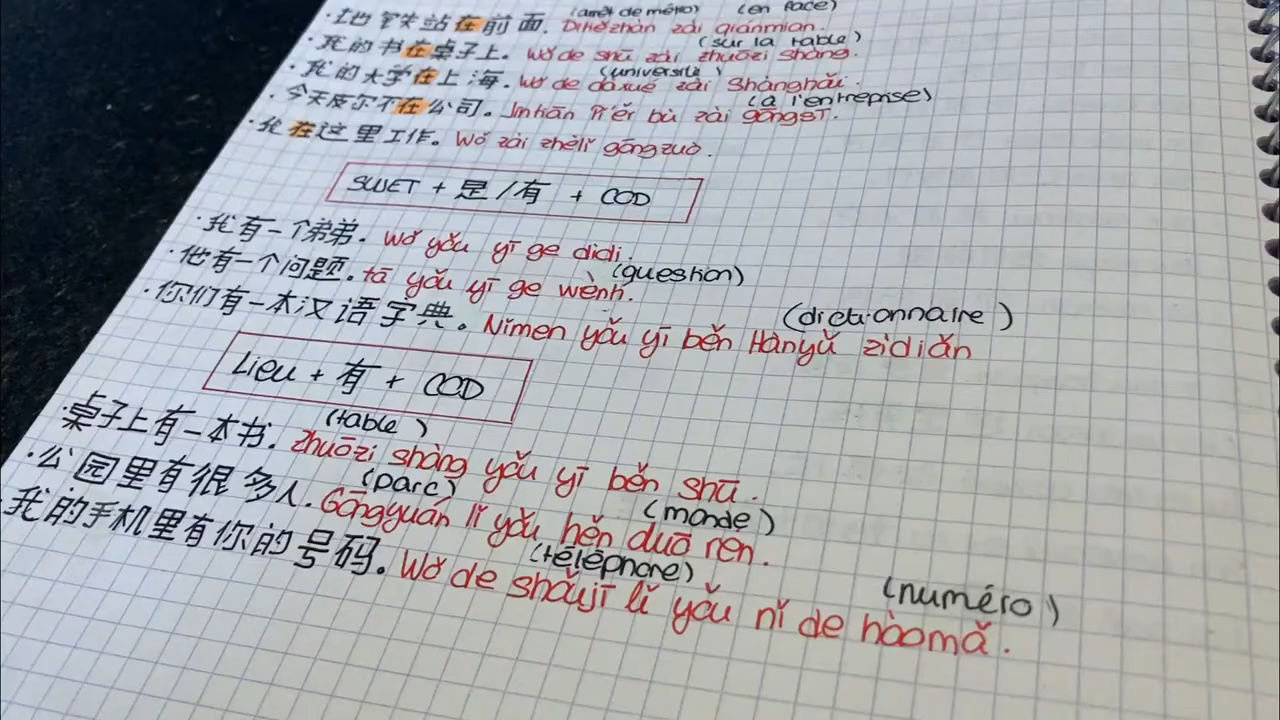 (arrêt de métro) (en face)
· 地铁站在前面. Dìtiězhàn zài qiánmian.
(sur la table)
· 我的书在桌子上。 Wǒ de shū zài zhuōzi shàng.
(université)
· 我的大学在上海. Wǒ de dàxué zài Shànghǎi.
(à l'entreprise)
· 今天皮尔不在公司。 Jīntiān Pí'ěr bù zài gōngsī.
· 我在这里工作。 Wǒ zài zhèlǐ gōngzuò.
SUJET + 是/有 + COD
· 我有一个弟弟. Wǒ yǒu yī ge dìdi.
(question)
· 他有一个问题. tā yǒu yī ge wènti.
(dictionnaire)
· 你们有一本汉语字典。 Nǐmen yǒu yī běn Hànyǔ zìdiǎn
Lieu + 有 + COD
(table)
· 桌子上有一本书. Zhuōzi shàng yǒu yī běn shū.
(parc) (monde)
· 公园里有很多人. Gōngyuán lǐ yǒu hěn duō rén.
(téléphone) (numéro)
· 我的手机里有你的号码. Wǒ de shǒujī lǐ yǒu nǐ de hàomǎ.